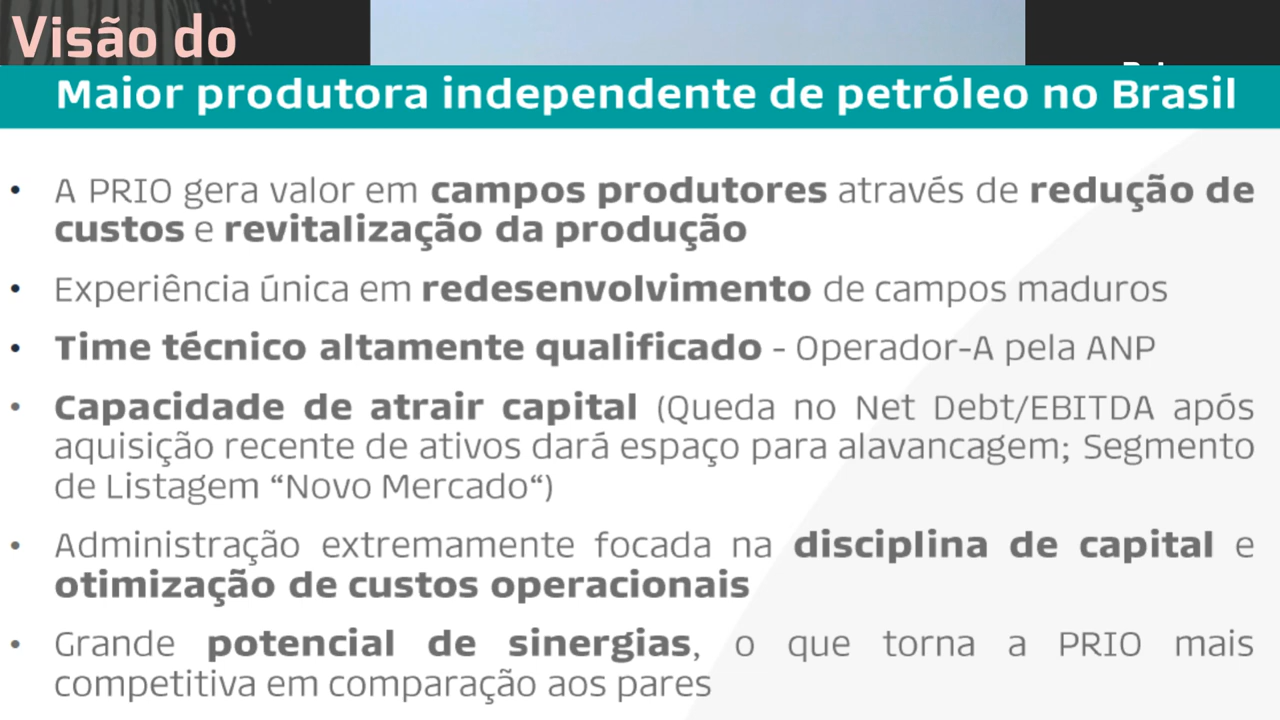 Visão do
Maior produtora independente de petróleo no Brasil
• A PRIO gera valor em campos produtores através de redução de
custos e revitalização da produção
• Experiência única em redesenvolvimento de campos maduros
• Time técnico altamente qualificado - Operador-A pela ANP
• Capacidade de atrair capital (Queda no Net Debt/EBITDA após
aquisição recente de ativos dará espaço para alavancagem; Segmento
de Listagem “Novo Mercado“)
• Administração extremamente focada na disciplina de capital e
otimização de custos operacionais
• Grande potencial de sinergias, o que torna a PRIO mais
competitiva em comparação aos pares